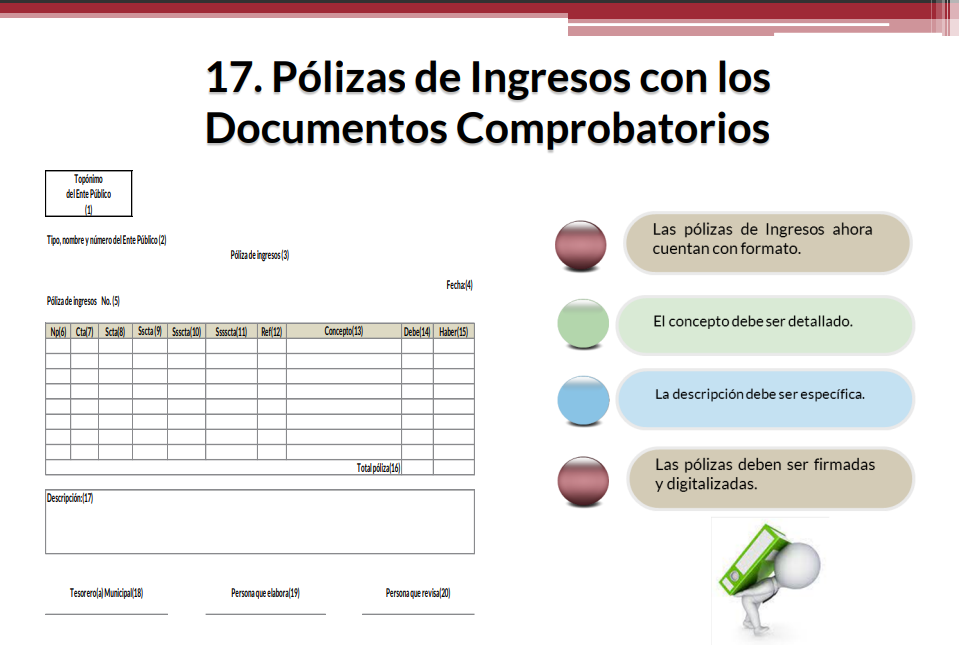 17. Pólizas de Ingresos con los
Documentos Comprobatorios
Topónimo
del Ente Público
(1)
Tipo, nombre y número del Ente Público (2)
Póliza de ingresos (3)
Fecha:(4)
Póliza de ingresos No. (5)
Np(6) Cta(7) Scta(8) Sscta (9) Ssscta(10) Sssscta(11) Ref(12) Concepto(13) Debe(14) Haber(15)
Total póliza(16)
Descripción:(17)
Tesorero(a) Municipal(18) Persona que elabora(19) Persona que revisa(20)
Las pólizas de Ingresos ahora
cuentan con formato.
El concepto debe ser detallado.
La descripción debe ser específica.
Las pólizas deben ser firmadas
y digitalizadas.